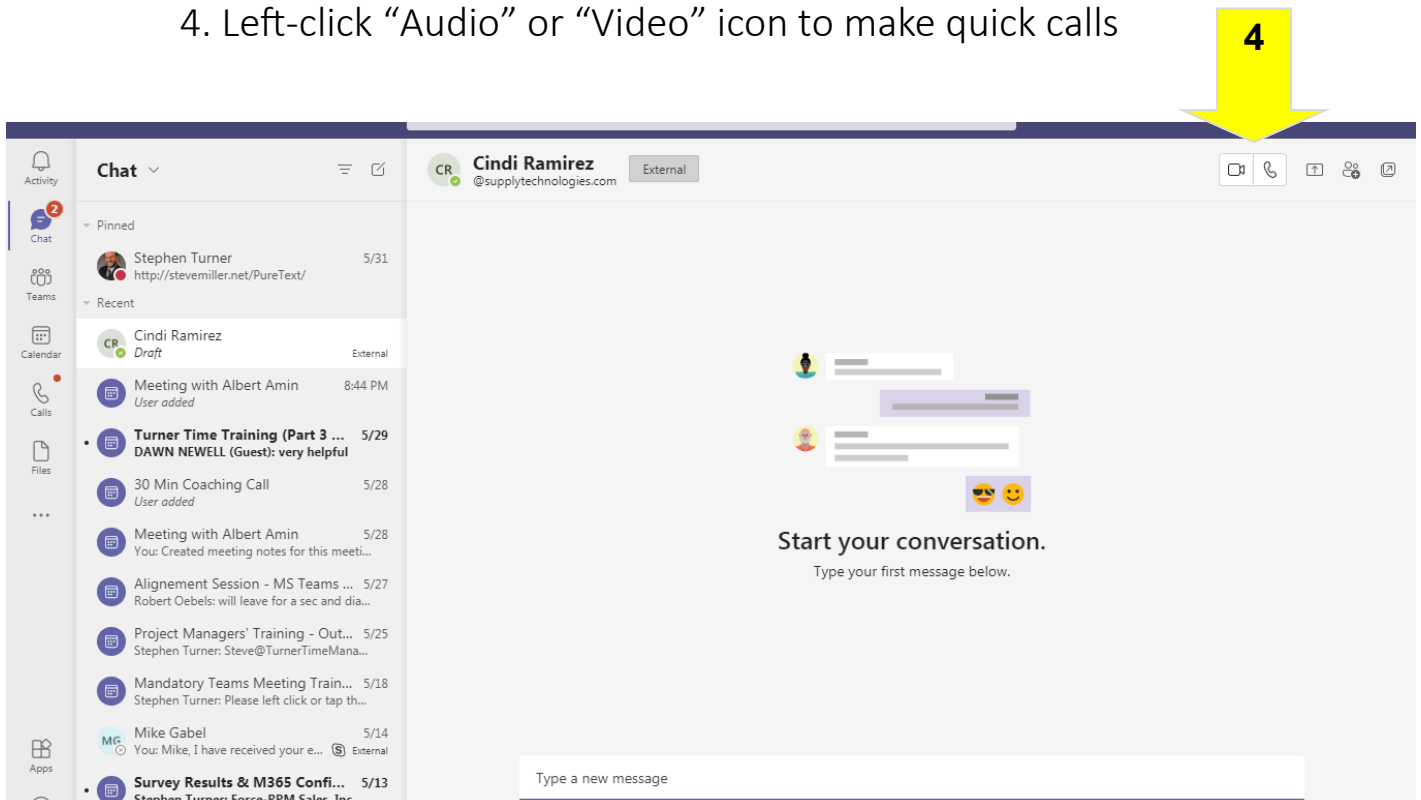 4. Left-click “Audio” or “Video” icon to make quick calls
4
Activity
2
Chat
Teams
Calendar
Calls
Files
Apps
Chat
Pinned
Stephen Turner 5/31
http://stevemiller.net/PureText/
Recent
CR Cindi Ramirez
Draft External
Meeting with Albert Amin 8:44 PM
User added
Turner Time Training (Part 3 ... 5/29
DAWN NEWELL (Guest): very helpful
30 Min Coaching Call 5/28
User added
Meeting with Albert Amin 5/28
You: Created meeting notes for this meeti...
Alignement Session - MS Teams ... 5/27
Robert Oebels: will leave for a sec and dia...
Project Managers' Training - Out... 5/25
Stephen Turner: Steve@TurnerTimeMana...
Mandatory Teams Meeting Train... 5/18
Stephen Turner: Please left click or tap th...
MG Mike Gabel 5/14
You: Mike, I have received your e... S External
Survey Results & M365 Confi... 5/13
Stephen Turner: Force-PPM Sales, Inc
CR Cindi Ramirez External
@supplytechnologies.com
Start your conversation.
Type your first message below.
Type a new message